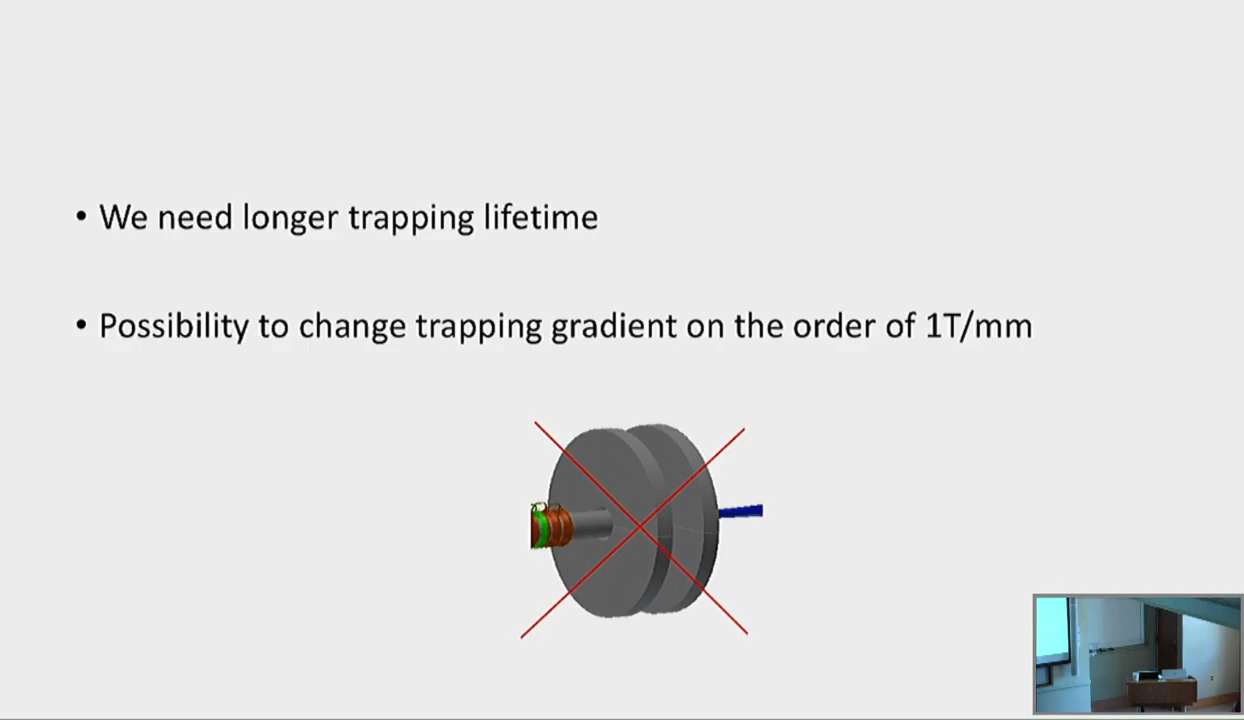 • We need longer trapping lifetime
• Possibility to change trapping gradient on the order of 1T/mm